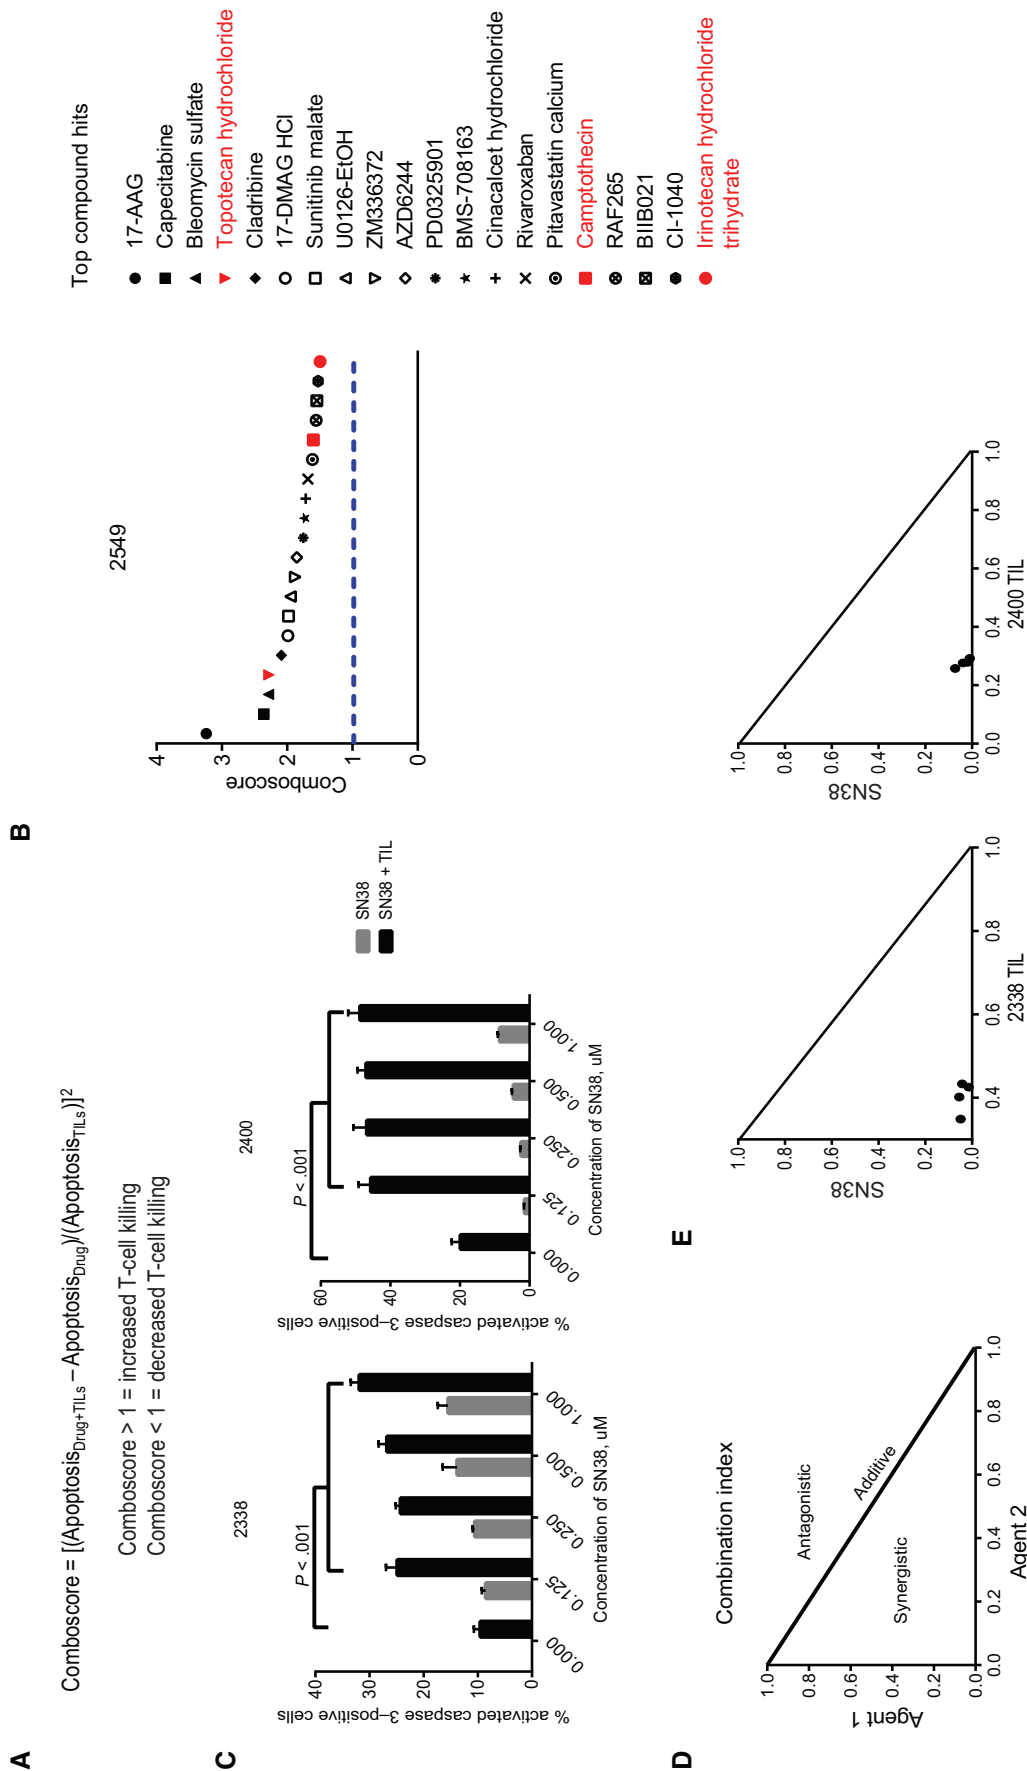 A
Comboscore = [(Apoptosis_Drug+TILs – Apoptosis_Drug)/(Apoptosis_TILs)]²
Comboscore > 1 = increased T-cell killing
Comboscore < 1 = decreased T-cell killing
B
2549
Comboscore
4
3
2
1
0
Top compound hits
17-AAG
Capecitabine
Bleomycin sulfate
Topotecan hydrochloride
Cladribine
17-DMAG HCl
Sunitinib malate
U0126-EtOH
ZM336372
AZD6244
PD0325901
BMS-708163
Cinacalcet hydrochloride
Rivaroxaban
Pitavastatin calcium
Camptothecin
RAF265
BIIB021
CI-1040
Irinotecan hydrochloride
trihydrate
C
2338
P < .001
% activated caspase 3–positive cells
40
30
20
10
0
0.000 0.125 0.250 0.500 1.000
Concentration of SN38, uM
2400
P < .001
% activated caspase 3–positive cells
60
40
20
0
0.000 0.125 0.250 0.500 1.000
Concentration of SN38, uM
SN38
SN38 + TIL
D
Combination index
Agent 1
1.0
0.8
0.6
0.4
0.2
0.0
Antagonistic
Additive
Synergistic
0.0 0.2 0.4 0.6 0.8 1.0
Agent 2
E
SN38
1.0
0.8
0.6
0.4
0.2
0.0
0.4 0.6 0.8 1.0
2338 TIL
SN38
1.0
0.8
0.6
0.4
0.2
0.0
0.0 0.2 0.4 0.6 0.8 1.0
2400 TIL